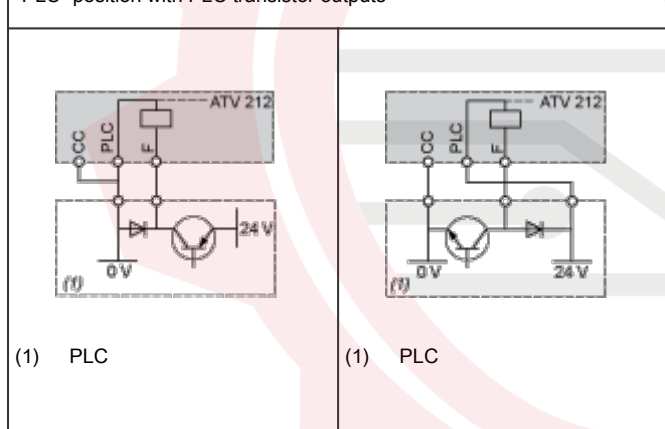 "PLC" position with PLC transistor outputs
ATV 212
CC
PLC
F
24 V
0 V
(1)
(1) PLC
ATV 212
CC
PLC
F
0 V
24 V
(1)
(1) PLC